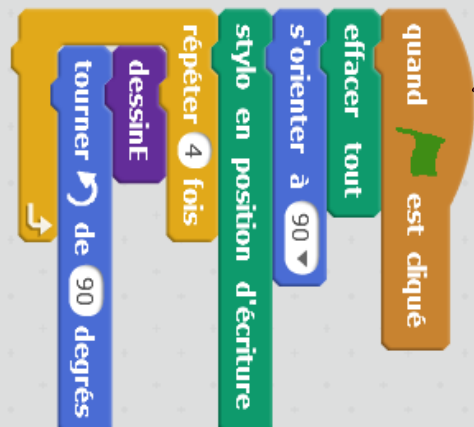 quand est cliqué
effacer tout
s'orienter à 90
stylo en position d'écriture
répéter 4 fois
dessinE
tourner de 90 degrés